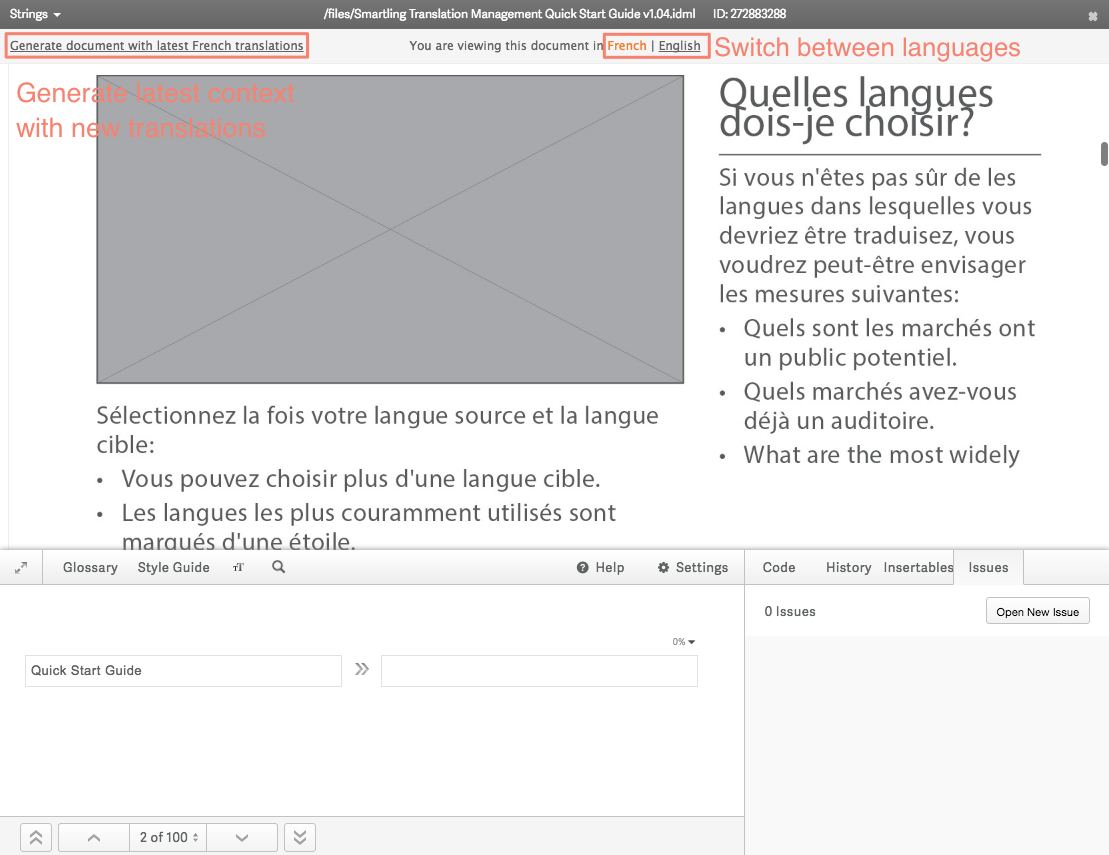 Strings
/files/Smartling Translation Management Quick Start Guide v1.04.idml ID: 272883288
Generate document with latest French translations
You are viewing this document in French | English
Switch between languages
Generate latest context
with new translations
Sélectionnez la fois votre langue source et la langue
cible:
• Vous pouvez choisir plus d'une langue cible.
• Les langues les plus couramment utilisés sont
marqués d'une étoile.
Quelles langues
dois-je choisir?
Si vous n'êtes pas sûr de les
langues dans lesquelles vous
devriez être traduisez, vous
voudrez peut-être envisager
les mesures suivantes:
• Quels sont les marchés ont
un public potentiel.
• Quels marchés avez-vous
déjà un auditoire.
• What are the most widely
Glossary Style Guide TT Help Settings
Code History Insertables Issues
0 Issues Open New Issue
0%
Quick Start Guide
2 of 100